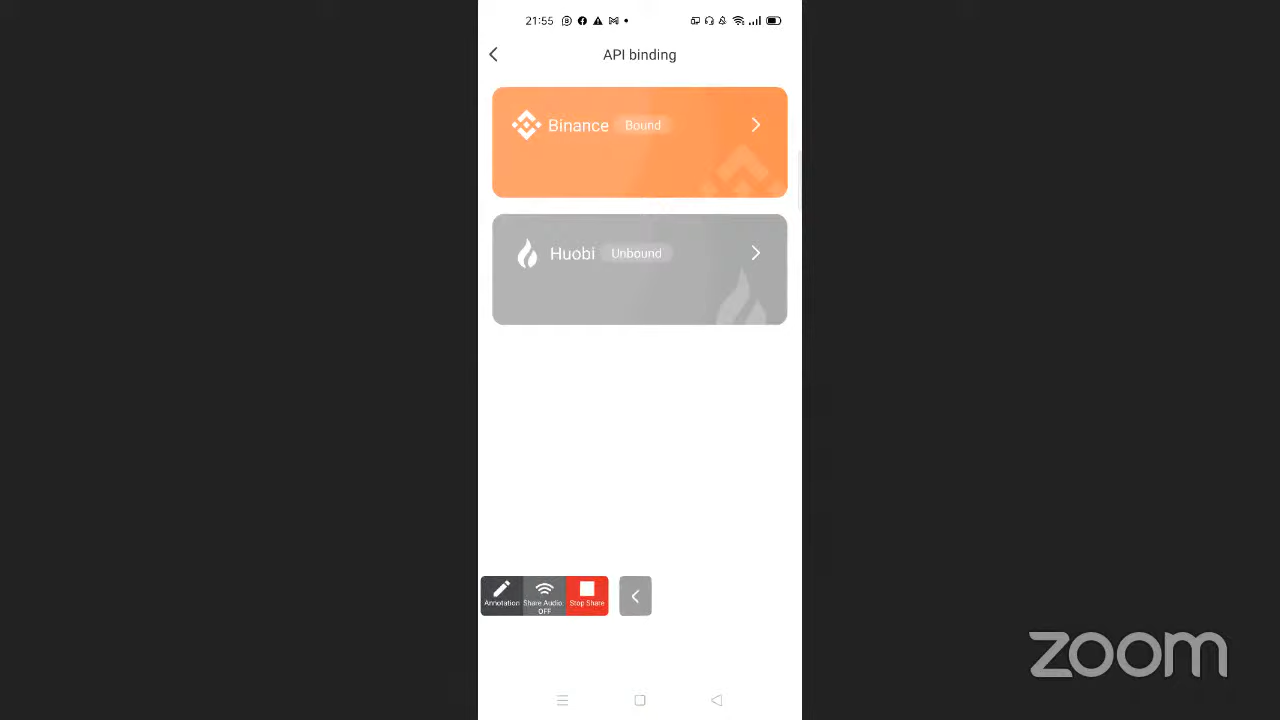 21:55
API binding
Binance Bound
Huobi Unbound
Annotation Share Audio: OFF Stop Share
zoom